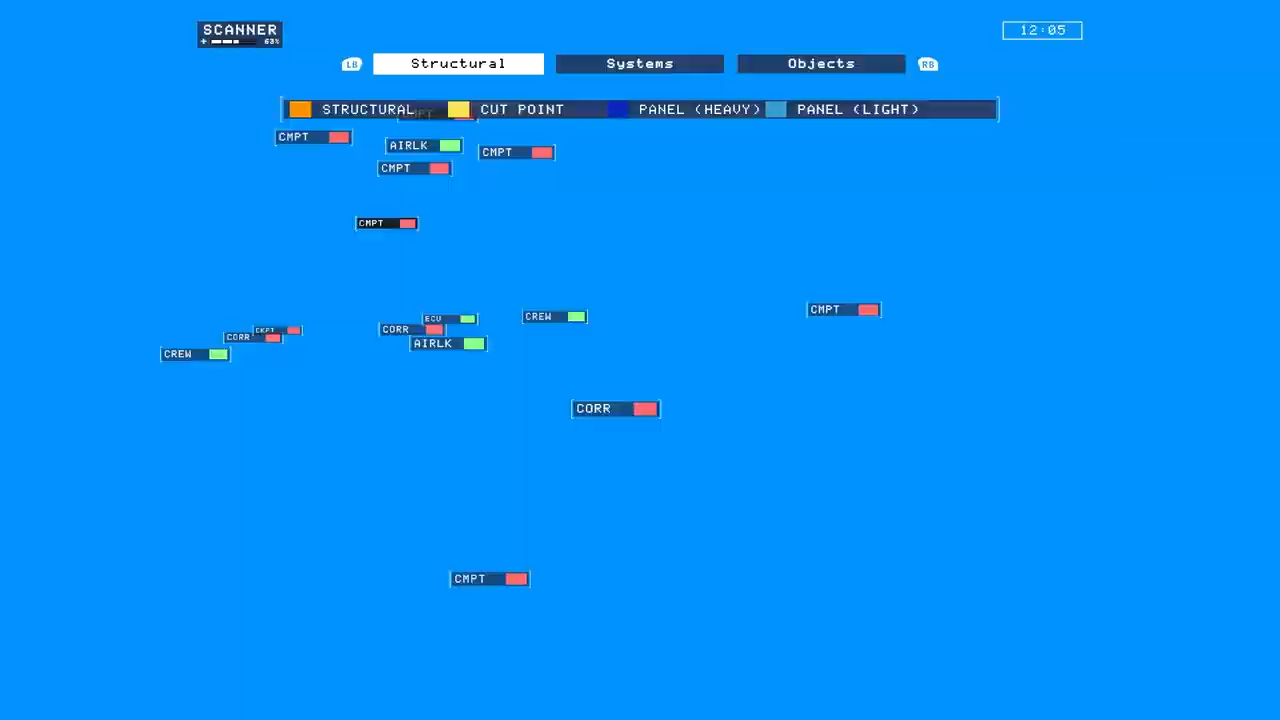 SCANNER
63%
12:05
LB
Structural
Systems
Objects
RB
STRUCTURAL
CUT POINT
PANEL (HEAVY)
PANEL (LIGHT)
CMPT
AIRLK
CMPT
CMPT
CMPT
CMPT
ECU
CREW
CORR
CORR
AIRLK
CREW
CORR
CMPT